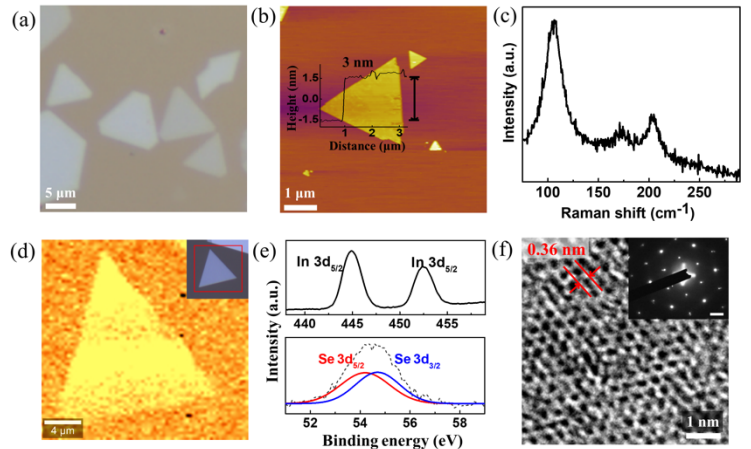 (a)
5 μm
(b)
3 nm
Height (nm)
1.5
0.0
-1.5
1 2 3
Distance (μm)
1 μm
(c)
Intensity (a.u.)
100 150 200 250
Raman shift (cm⁻¹)
(d)
4 μm
(e)
Intensity (a.u.)
In 3d5/2 In 3d5/2
440 445 450 455
Se 3d5/2 Se 3d3/2
52 54 56 58
Binding energy (eV)
(f)
0.36 nm
1 nm